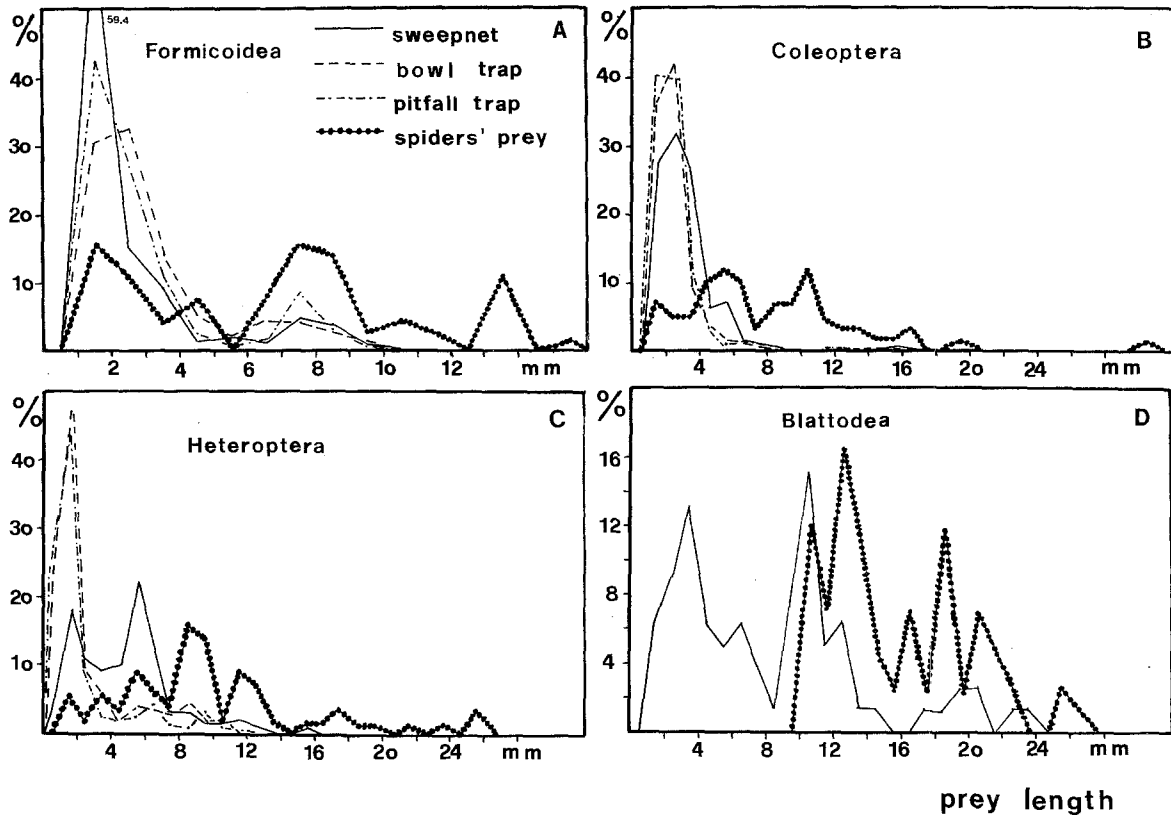 %
59,4
A
Formicoidea
sweepnet
bowl trap
pitfall trap
spiders' prey
4o
3o
2o
1o
2 4 6 8 1o 12 mm
%
B
Coleoptera
4o
3o
2o
1o
4 8 12 16 2o 24 mm
%
C
Heteroptera
4o
3o
2o
1o
4 8 12 16 2o 24 mm
%
D
Blattodea
16
12
8
4
4 8 12 16 2o 24 mm
prey length